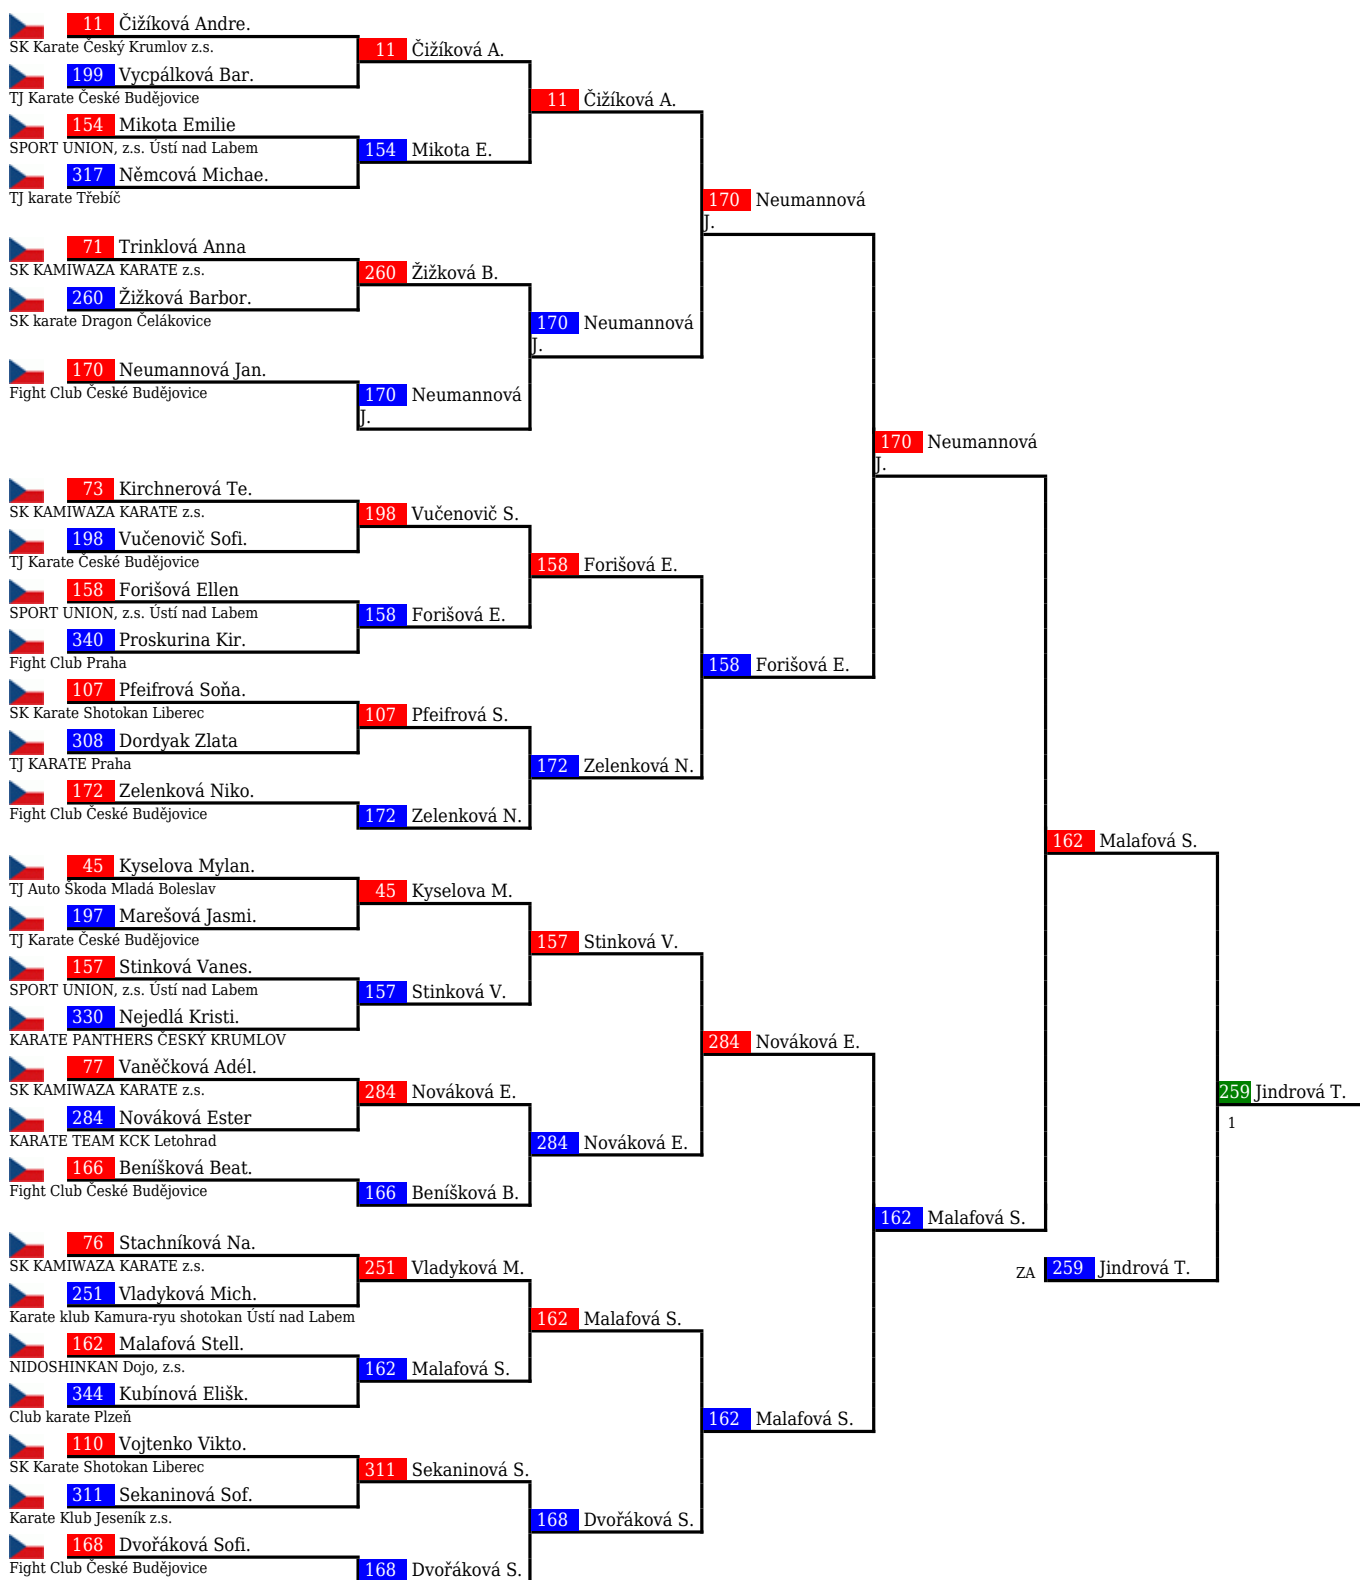 11 Čižíková Andre.
SK Karate Český Krumlov z.s.
199 Vycpálková Bar.
TJ Karate České Budějovice
154 Mikota Emilie
SPORT UNION, z.s. Ústí nad Labem
317 Němcová Michae.
TJ karate Třebíč
71 Trinklová Anna
SK KAMIWAZA KARATE z.s.
260 Žižková Barbor.
SK karate Dragon Čelákovice
170 Neumannová Jan.
Fight Club České Budějovice
73 Kirchnerová Te.
SK KAMIWAZA KARATE z.s.
198 Vučenovič Sofi.
TJ Karate České Budějovice
158 Forišová Ellen
SPORT UNION, z.s. Ústí nad Labem
340 Proskurina Kir.
Fight Club Praha
107 Pfeifrová Soňa.
SK Karate Shotokan Liberec
308 Dordyak Zlata
TJ KARATE Praha
172 Zelenková Niko.
Fight Club České Budějovice
45 Kyselova Mylan.
TJ Auto Škoda Mladá Boleslav
197 Marešová Jasmi.
TJ Karate České Budějovice
157 Stinková Vanes.
SPORT UNION, z.s. Ústí nad Labem
330 Nejedlá Kristi.
KARATE PANTHERS ČESKÝ KRUMLOV
77 Vaněčková Adél.
SK KAMIWAZA KARATE z.s.
284 Nováková Ester
KARATE TEAM KCK Letohrad
166 Beníšková Beat.
Fight Club České Budějovice
76 Stachníková Na.
SK KAMIWAZA KARATE z.s.
251 Vladyková Mich.
Karate klub Kamura-ryu shotokan Ústí nad Labem
162 Malafová Stell.
NIDOSHINKAN Dojo, z.s.
344 Kubínová Elišk.
Club karate Plzeň
110 Vojtenko Vikto.
SK Karate Shotokan Liberec
311 Sekaninová Sof.
Karate Klub Jeseník z.s.
168 Dvořáková Sofi.
Fight Club České Budějovice
11 Čižíková A.
154 Mikota E.
260 Žižková B.
170 Neumannová
J.
198 Vučenovič S.
158 Forišová E.
107 Pfeifrová S.
172 Zelenková N.
45 Kyselova M.
157 Stinková V.
284 Nováková E.
166 Beníšková B.
251 Vladyková M.
162 Malafová S.
311 Sekaninová S.
168 Dvořáková S.
11 Čižíková A.
170 Neumannová
J.
158 Forišová E.
172 Zelenková N.
157 Stinková V.
284 Nováková E.
162 Malafová S.
168 Dvořáková S.
170 Neumannová
J.
158 Forišová E.
284 Nováková E.
162 Malafová S.
170 Neumannová
J.
162 Malafová S.
162 Malafová S.
ZA 259 Jindrová T.
259 Jindrová T.
1